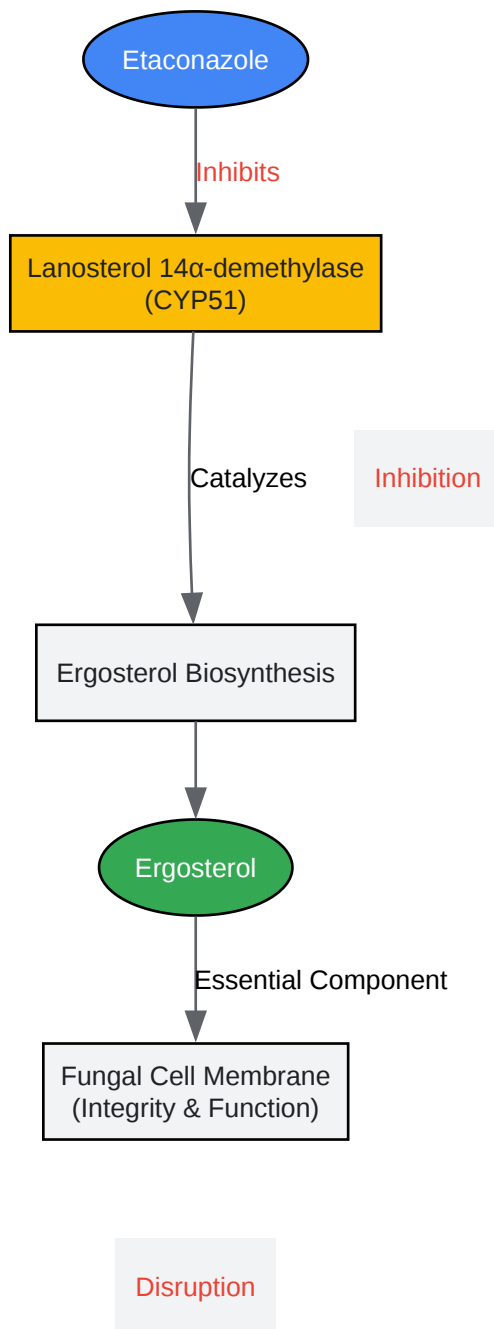 Etaconazole
Inhibits
Lanosterol 14α-demethylase
(CYP51)
Catalyzes
Inhibition
Ergosterol Biosynthesis
Ergosterol
Essential Component
Fungal Cell Membrane
(Integrity & Function)
Disruption